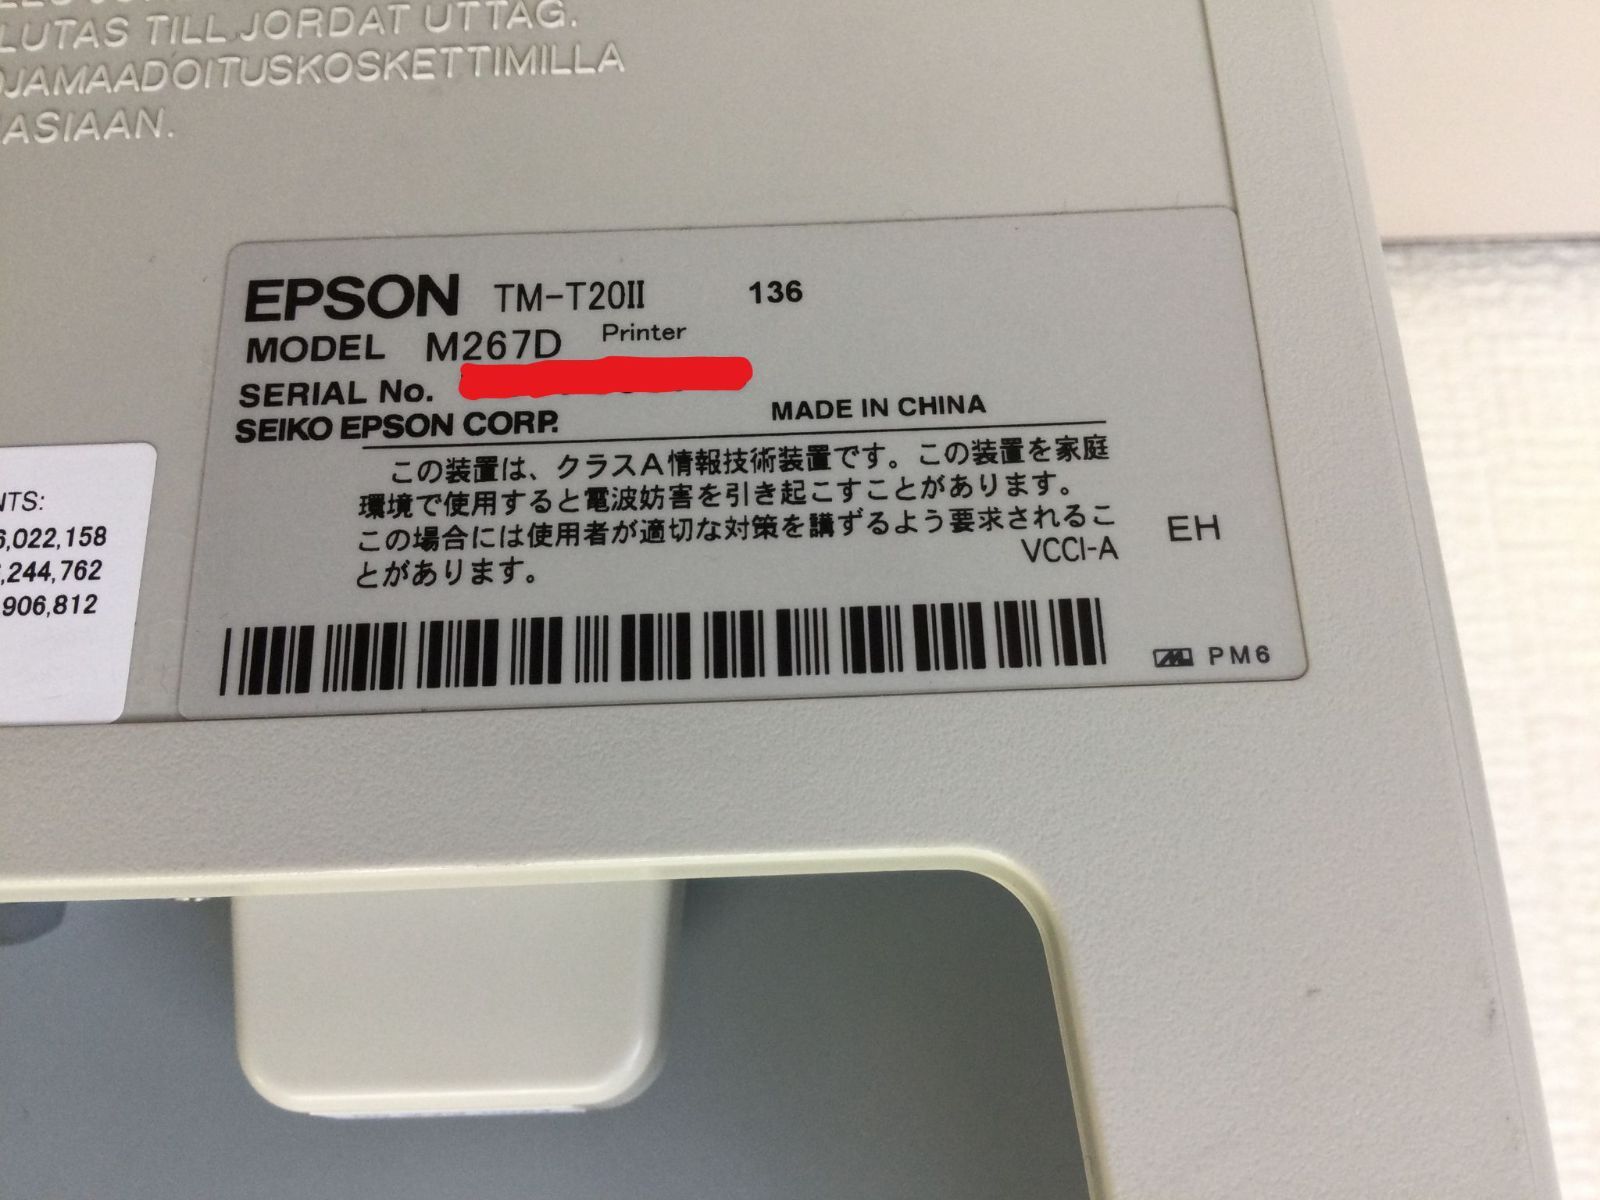 LUTAS TILL JORDAT UTTAG.
JAMAADOITUSKOSKETTIMILLA
ASIAAN.
EPSON TM-T20II 136
MODEL M267D Printer
SERIAL No.
SEIKO EPSON CORP. MADE IN CHINA
この装置は、クラスA情報技術装置です。この装置を家庭
環境で使用すると電波妨害を引き起こすことがあります。
この場合には使用者が適切な対策を講ずるよう要求されるこ
とがあります。
VCCI-A
EH
PM6
NTS:
6,022,158
,244,762
906,812